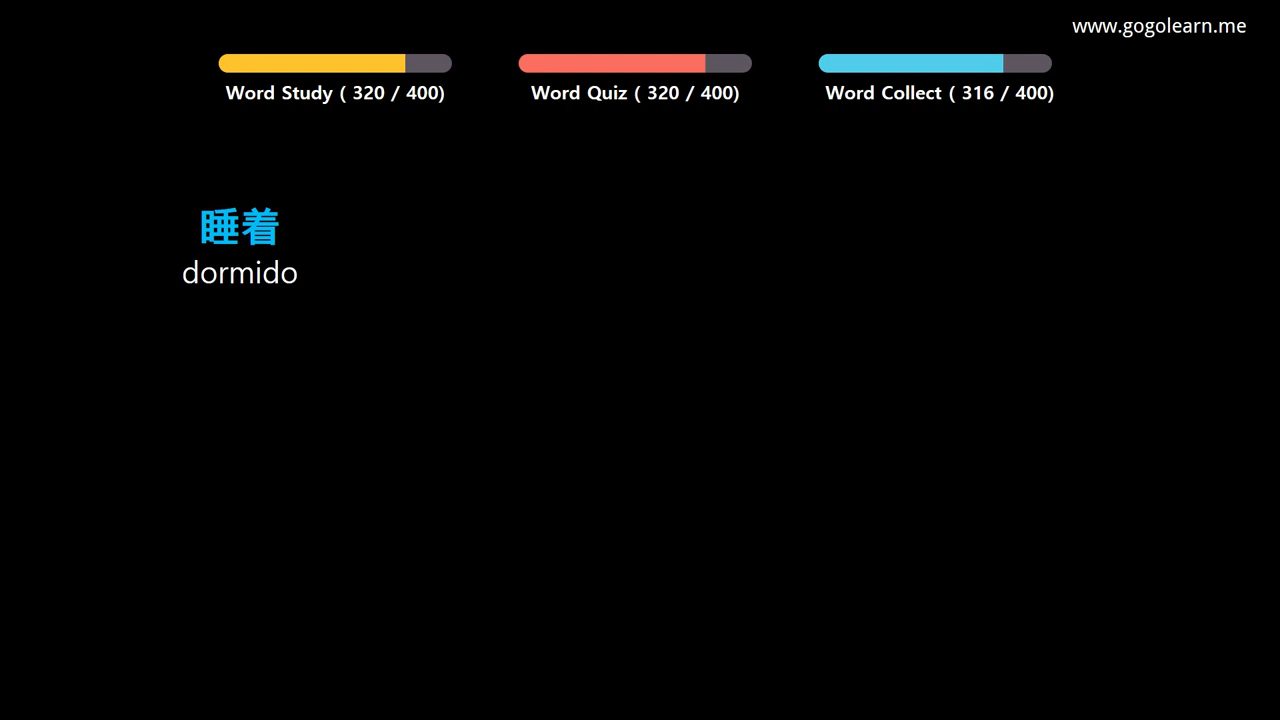 www.gogolearn.me
Word Study ( 320 / 400)
Word Quiz ( 320 / 400)
Word Collect ( 316 / 400)
睡着
dormido